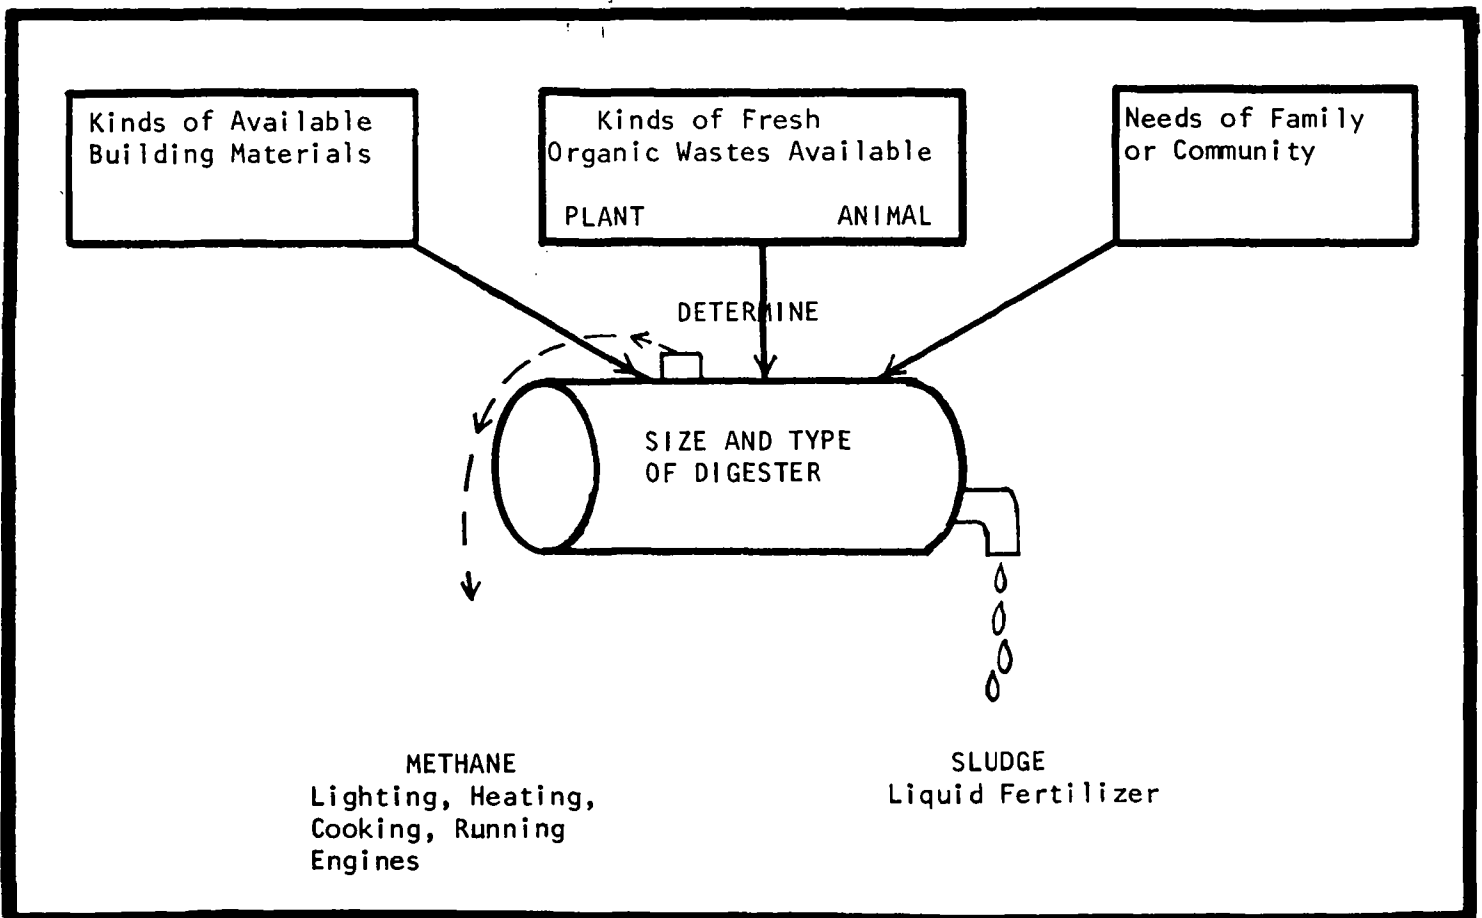 Kinds of Available
Building Materials
Kinds of Fresh
Organic Wastes Available
PLANT ANIMAL
Needs of Family
or Community
DETERMINE
SIZE AND TYPE
OF DIGESTER
METHANE
Lighting, Heating,
Cooking, Running
Engines
SLUDGE
Liquid Fertilizer